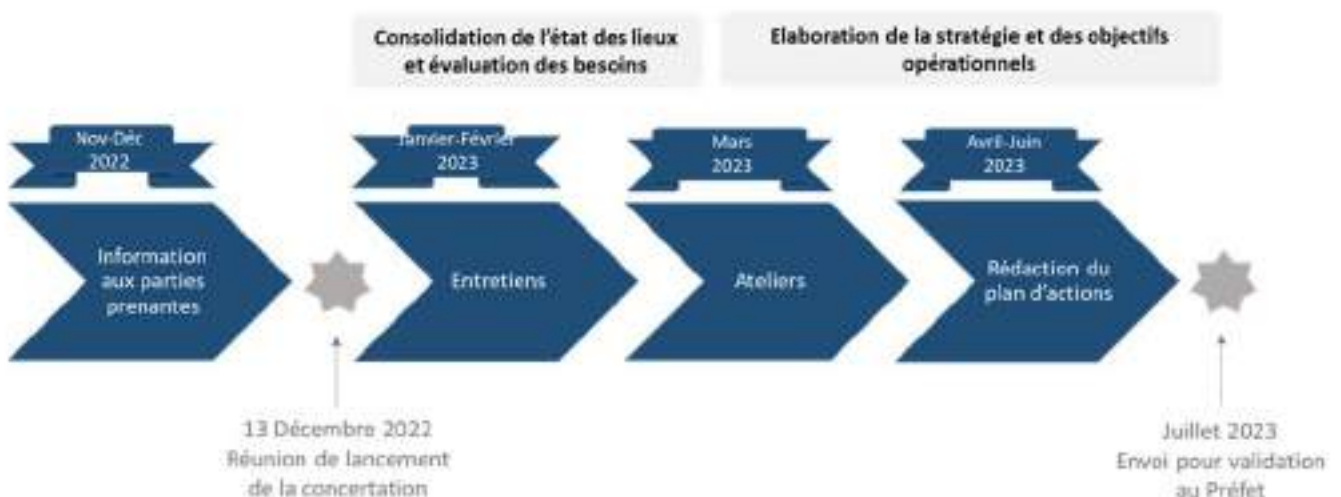 Consolidation de l'état des lieux
et évaluation des besoins
Elaboration de la stratégie et des objectifs
opérationnels
Nov-Déc
2022
Janvier-Février
2023
Mars
2023
Avril-Juin
2023
Information
aux parties
prenantes
Entretiens
Ateliers
Rédaction du
plan d'actions
13 Décembre 2022
Réunion de lancement
de la concertation
Juillet 2023
Envoi pour validation
au Préfet